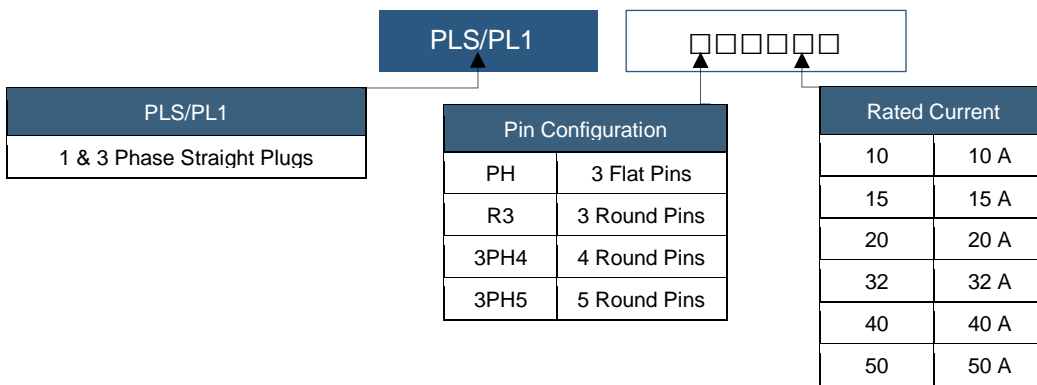 PLS/PL1 □□□□□□
PLS/PL1
1 & 3 Phase Straight Plugs
Pin Configuration
PH 3 Flat Pins
R3 3 Round Pins
3PH4 4 Round Pins
3PH5 5 Round Pins
Rated Current
10 10 A
15 15 A
20 20 A
32 32 A
40 40 A
50 50 A